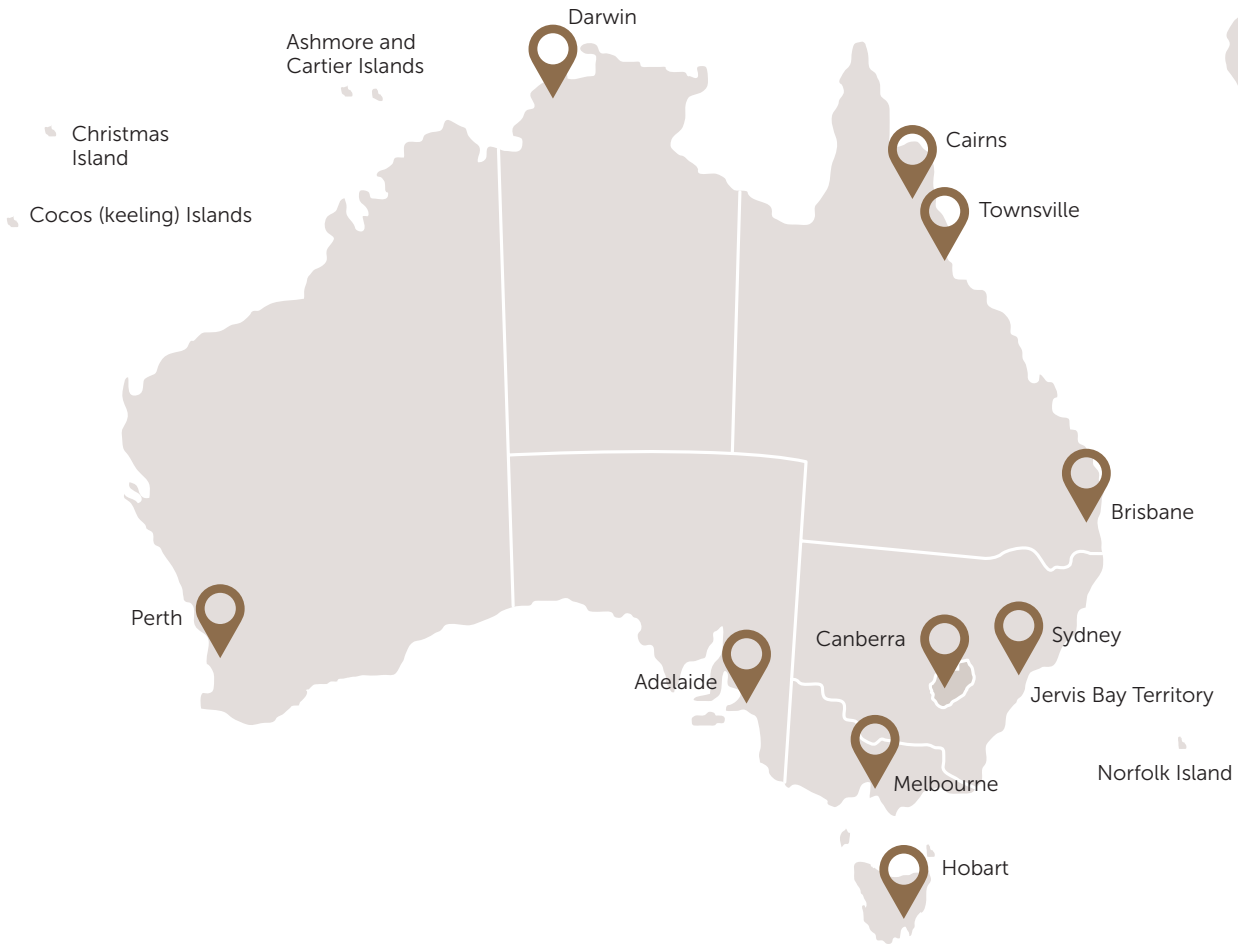 Darwin
Ashmore and
Cartier Islands
Christmas
Island
Cairns
Cocos (keeling) Islands
Townsville
Brisbane
Perth
Canberra
Sydney
Adelaide
Jervis Bay Territory
Norfolk Island
Melbourne
Hobart